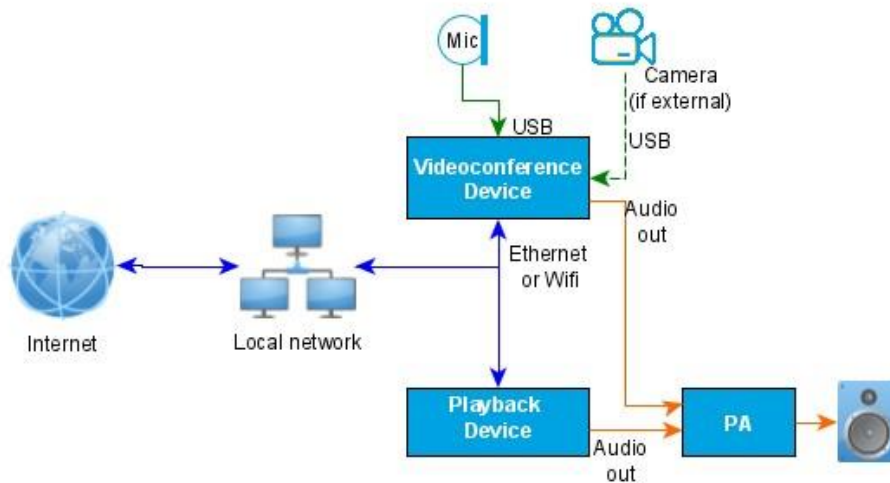 Mic
Camera
(if external)
USB
USB
Videoconference
Device
Audio
out
Ethernet
or Wifi
Internet
Local network
Playback
Device
PA
Audio
out